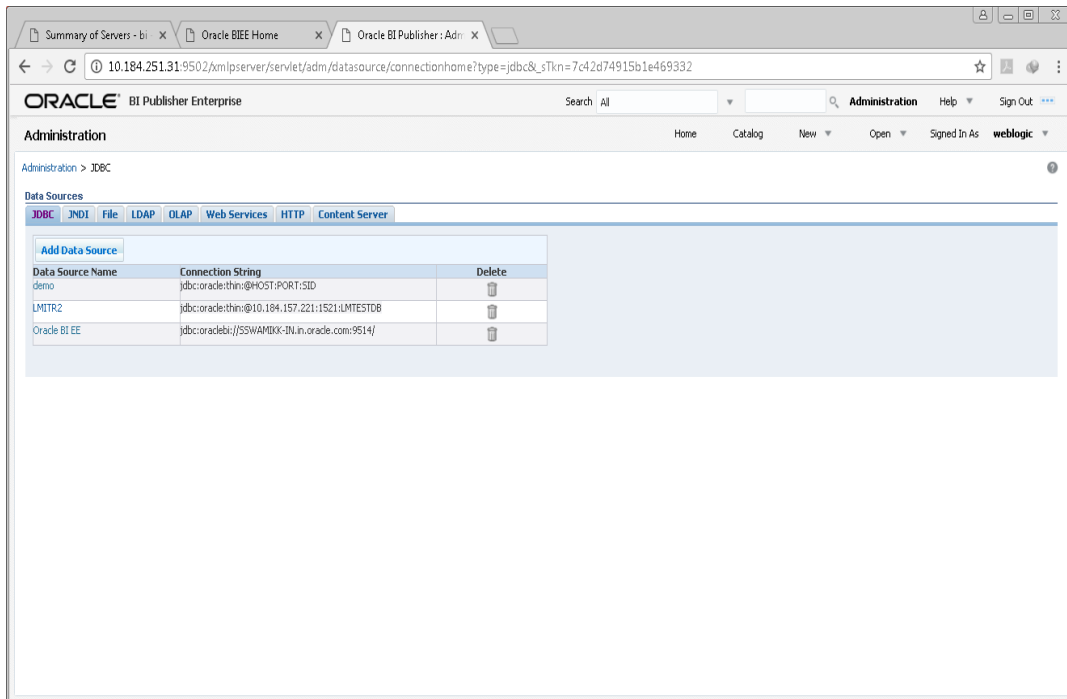 Summary of Servers - bi - Oracle BIEE Home Oracle BI Publisher : Adm
10.184.251.31:9502/xmlpserver/servlet/adm/datasource/connectionhome?type=jdbc&_sTkn=7c42d74915b1e469332
ORACLE BI Publisher Enterprise Search All Administration Help Sign Out
Administration Home Catalog New Open Signed In As weblogic
Administration > JDBC
Data Sources
JDBC JNDI File LDAP OLAP Web Services HTTP Content Server
Add Data Source
Data Source Name Connection String Delete
demo jdbc:oracle:thin:@HOST:PORT:SID
LMITR2 jdbc:oracle:thin:@10.184.157.221:1521:LMTESTDB
Oracle BI EE jdbc:oraclebi://SSWAMIKK-IN.in.oracle.com:9514/